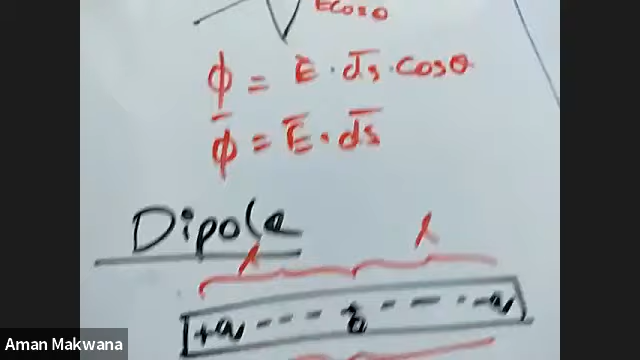 Ecosθ
ϕ = E · ds · cosθ
ϕ = E · ds
Dipole
+q - - - - - - -q
Aman Makwana